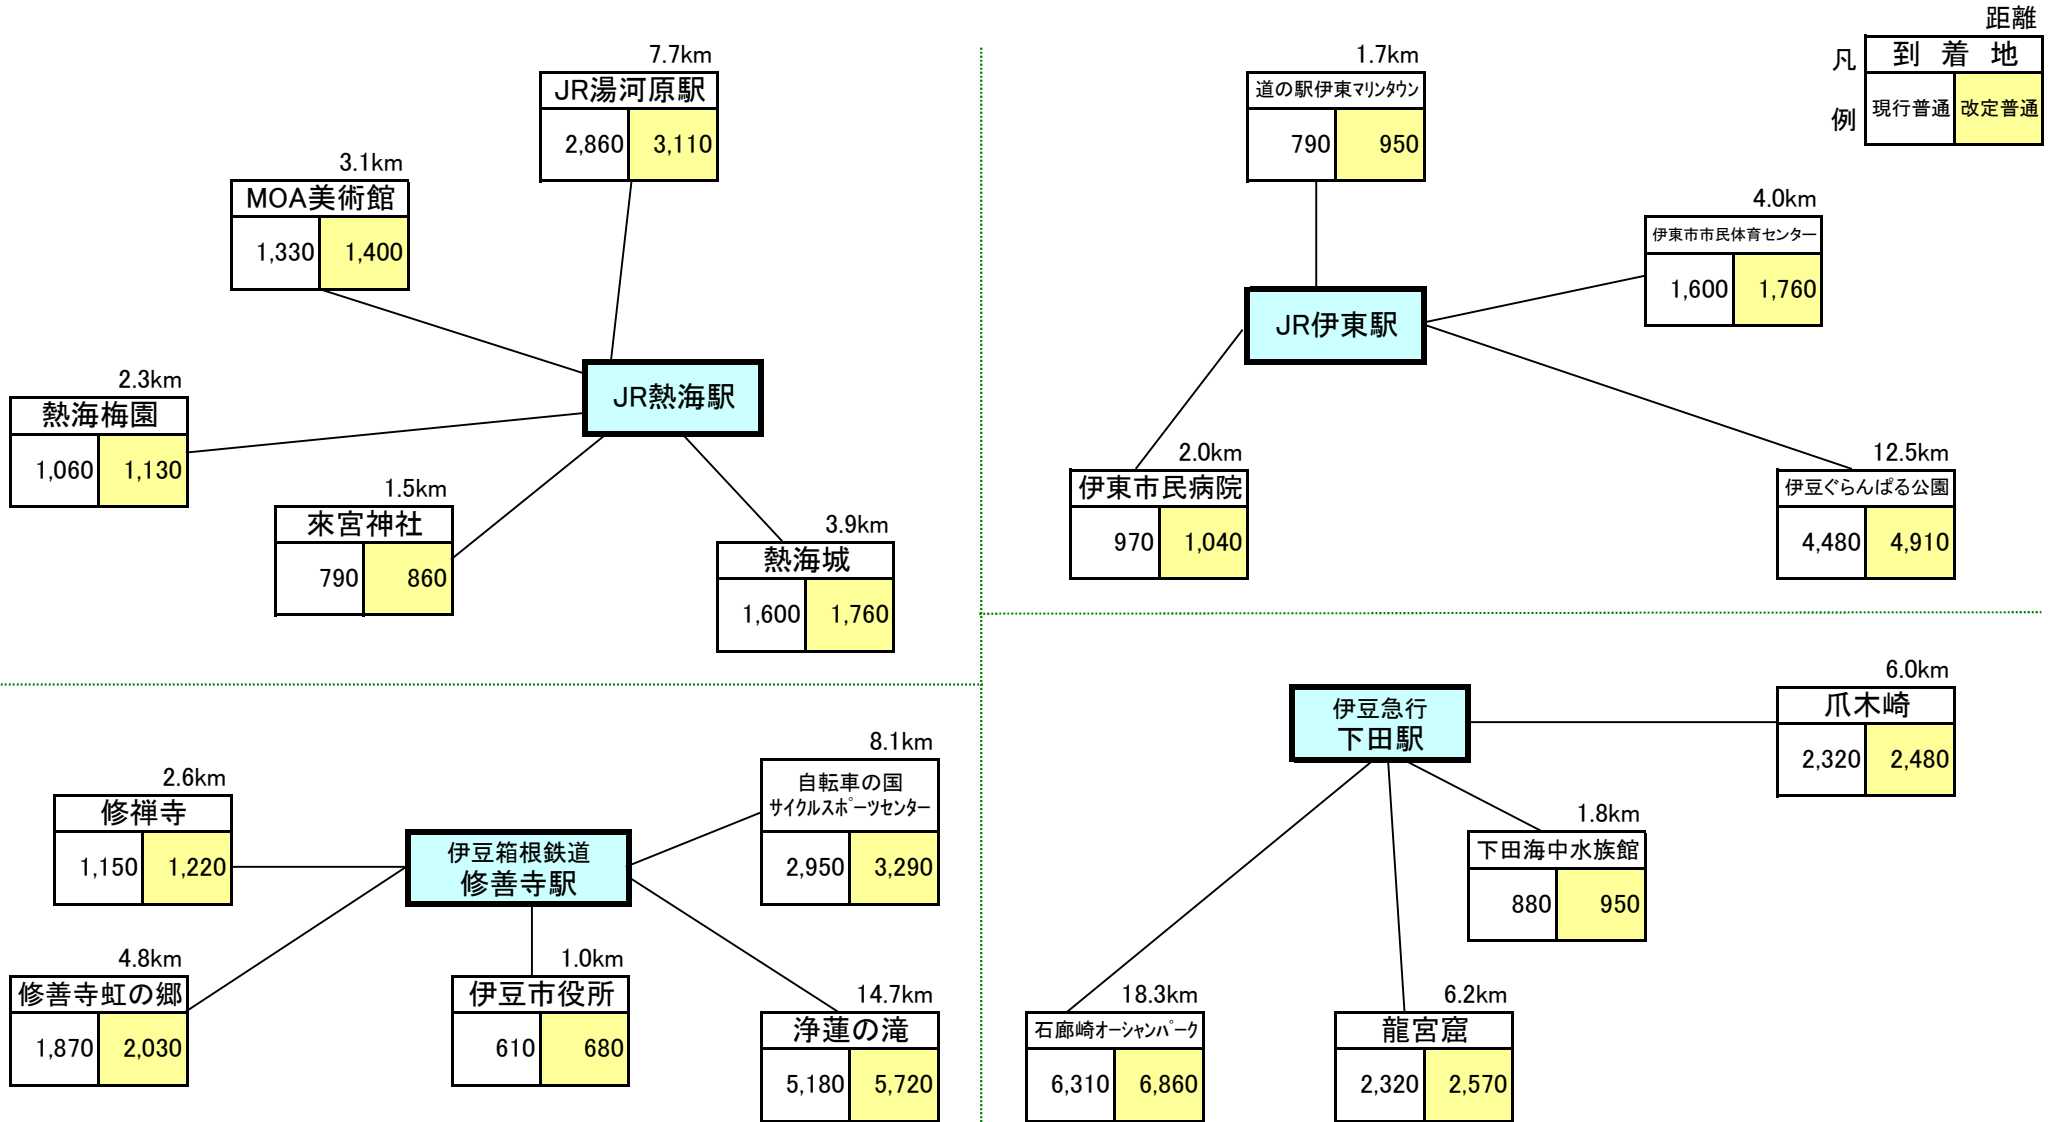 距離
凡
例
到着地
現行普通 改定普通
7.7km
JR湯河原駅
2,860 3,110
3.1km
MOA美術館
1,330 1,400
2.3km
熱海梅園
1,060 1,130
JR熱海駅
1.5km
來宮神社
790 860
3.9km
熱海城
1,600 1,760
1.7km
道の駅伊東マリンタウン
790 950
4.0km
伊東市市民体育センター
1,600 1,760
JR伊東駅
2.0km
伊東市民病院
970 1,040
12.5km
伊豆ぐらんぱる公園
4,480 4,910
2.6km
修禅寺
1,150 1,220
伊豆箱根鉄道
修善寺駅
8.1km
自転車の国
サイクルスポーツセンター
2,950 3,290
4.8km
修善寺虹の郷
1,870 2,030
1.0km
伊豆市役所
610 680
14.7km
浄蓮の滝
5,180 5,720
伊豆急行
下田駅
6.0km
爪木崎
2,320 2,480
1.8km
下田海中水族館
880 950
18.3km
石廊崎オーシャンパーク
6,310 6,860
6.2km
龍宮窟
2,320 2,570